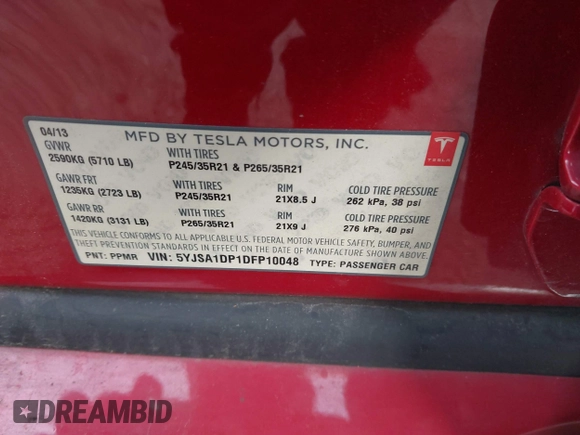 04/13 MFD BY TESLA MOTORS, INC.
GVWR WITH TIRES
2590KG (5710 LB) P245/35R21 & P265/35R21
TESLA
GAWR FRT WITH TIRES RIM COLD TIRE PRESSURE
1235KG (2723 LB) P245/35R21 21X8.5 J 262 kPa, 38 psi
GAWR RR WITH TIRES RIM COLD TIRE PRESSURE
1420KG (3131 LB) P265/35R21 21X9 J 276 kPa, 40 psi
THIS VEHICLE CONFORMS TO ALL APPLICABLE U.S. FEDERAL MOTOR VEHICLE SAFETY, BUMPER, AND
THEFT PREVENTION STANDARDS IN EFFECT ON THE DATE OF MANUFACTURE SHOWN ABOVE.
PNT: PPMR VIN: 5YJSA1DP1DFP10048 TYPE: PASSENGER CAR
DREAMBID